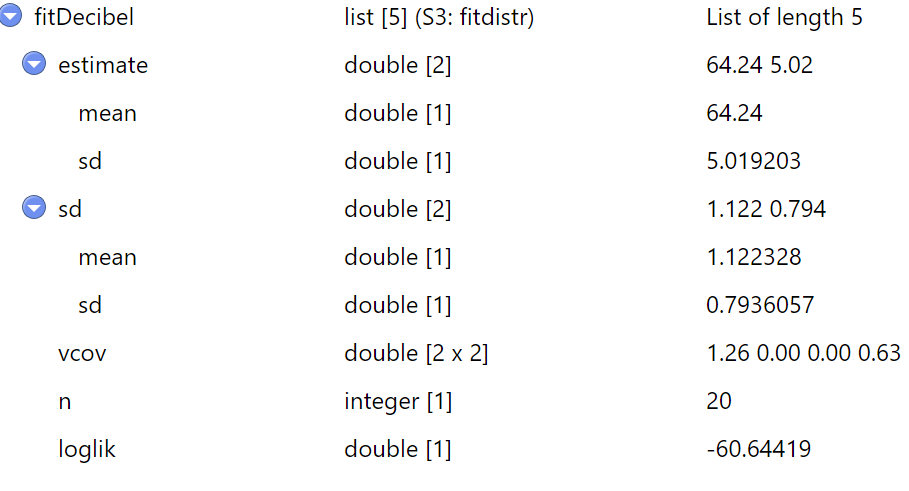 fitDecibel list [5] (S3: fitdistr) List of length 5
estimate double [2] 64.24 5.02
mean double [1] 64.24
sd double [1] 5.019203
sd double [2] 1.122 0.794
mean double [1] 1.122328
sd double [1] 0.7936057
vcov double [2 x 2] 1.26 0.00 0.00 0.63
n integer [1] 20
loglik double [1] -60.64419